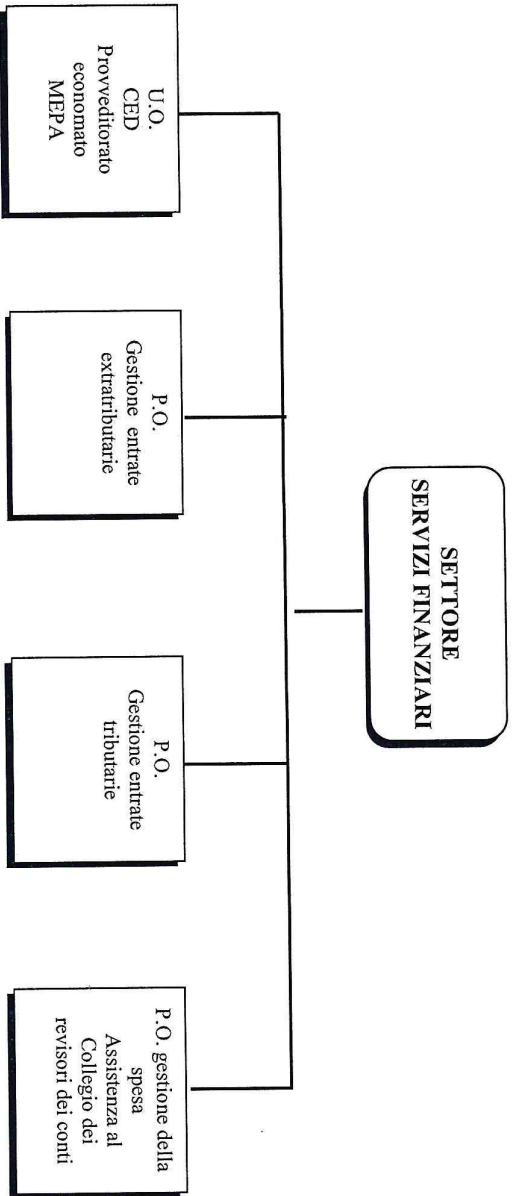 SETTORE
SERVIZI FINANZIARI
U.O.
CED
Provveditorato
economato
MEPA
P.O.
Gestione entrate
extratributarie
P.O.
Gestione entrate
tributarie
P.O. gestione della
spesa
Assistenza al
Collegio dei
revisori dei conti